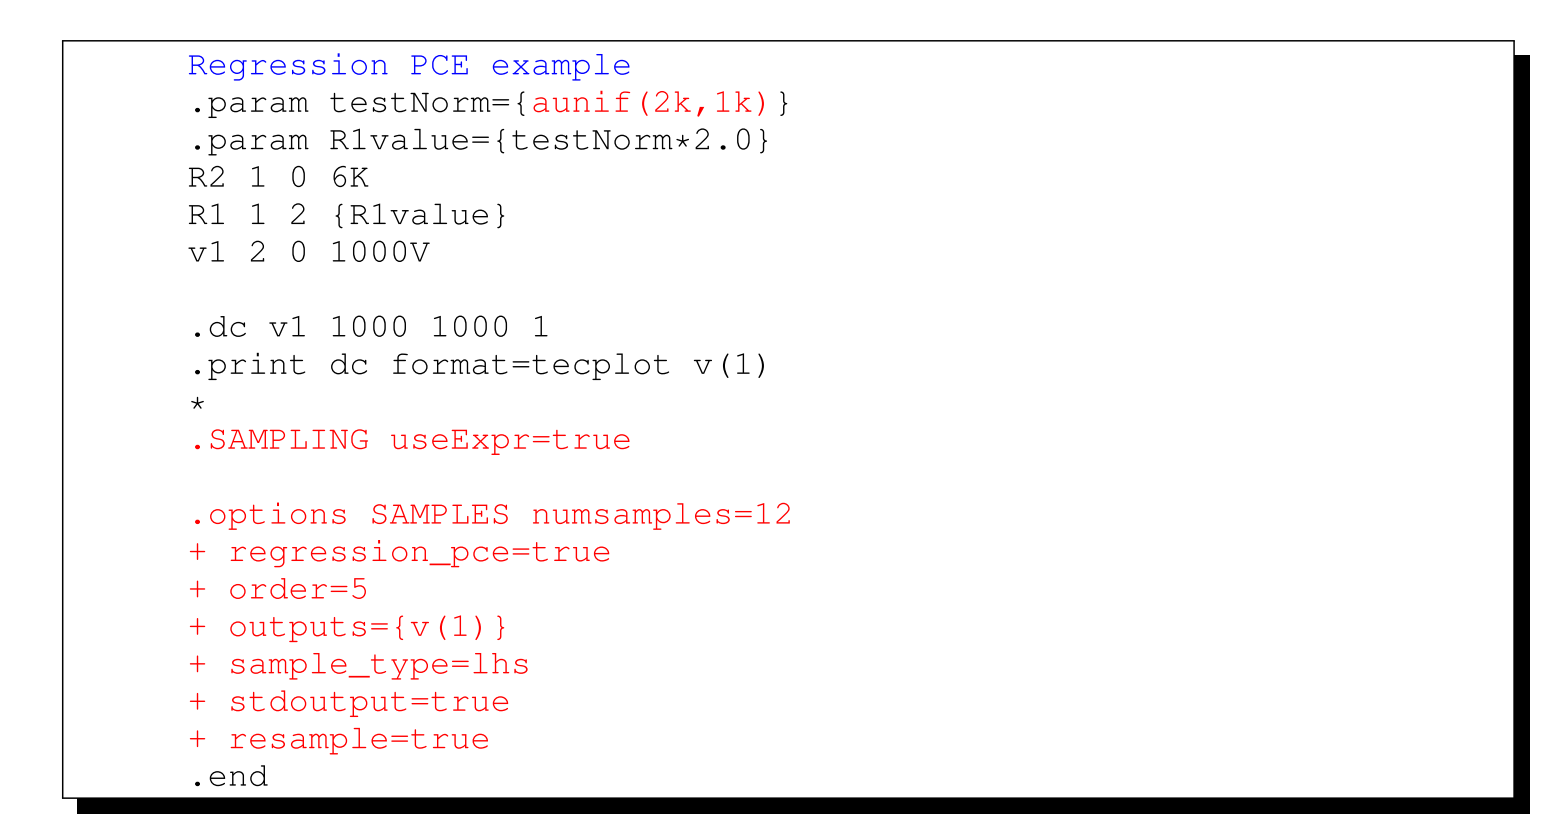 Regression PCE example
.param testNorm={aunif(2k,1k)}
.param R1value={testNorm*2.0}
R2 1 0 6K
R1 1 2 {R1value}
v1 2 0 1000V
.dc v1 1000 1000 1
.print dc format=tecplot v(1)
*
.SAMPLING useExpr=true
.options SAMPLES numsamples=12
+ regression_pce=true
+ order=5
+ outputs={v(1)}
+ sample_type=lhs
+ stdoutput=true
+ resample=true
.end